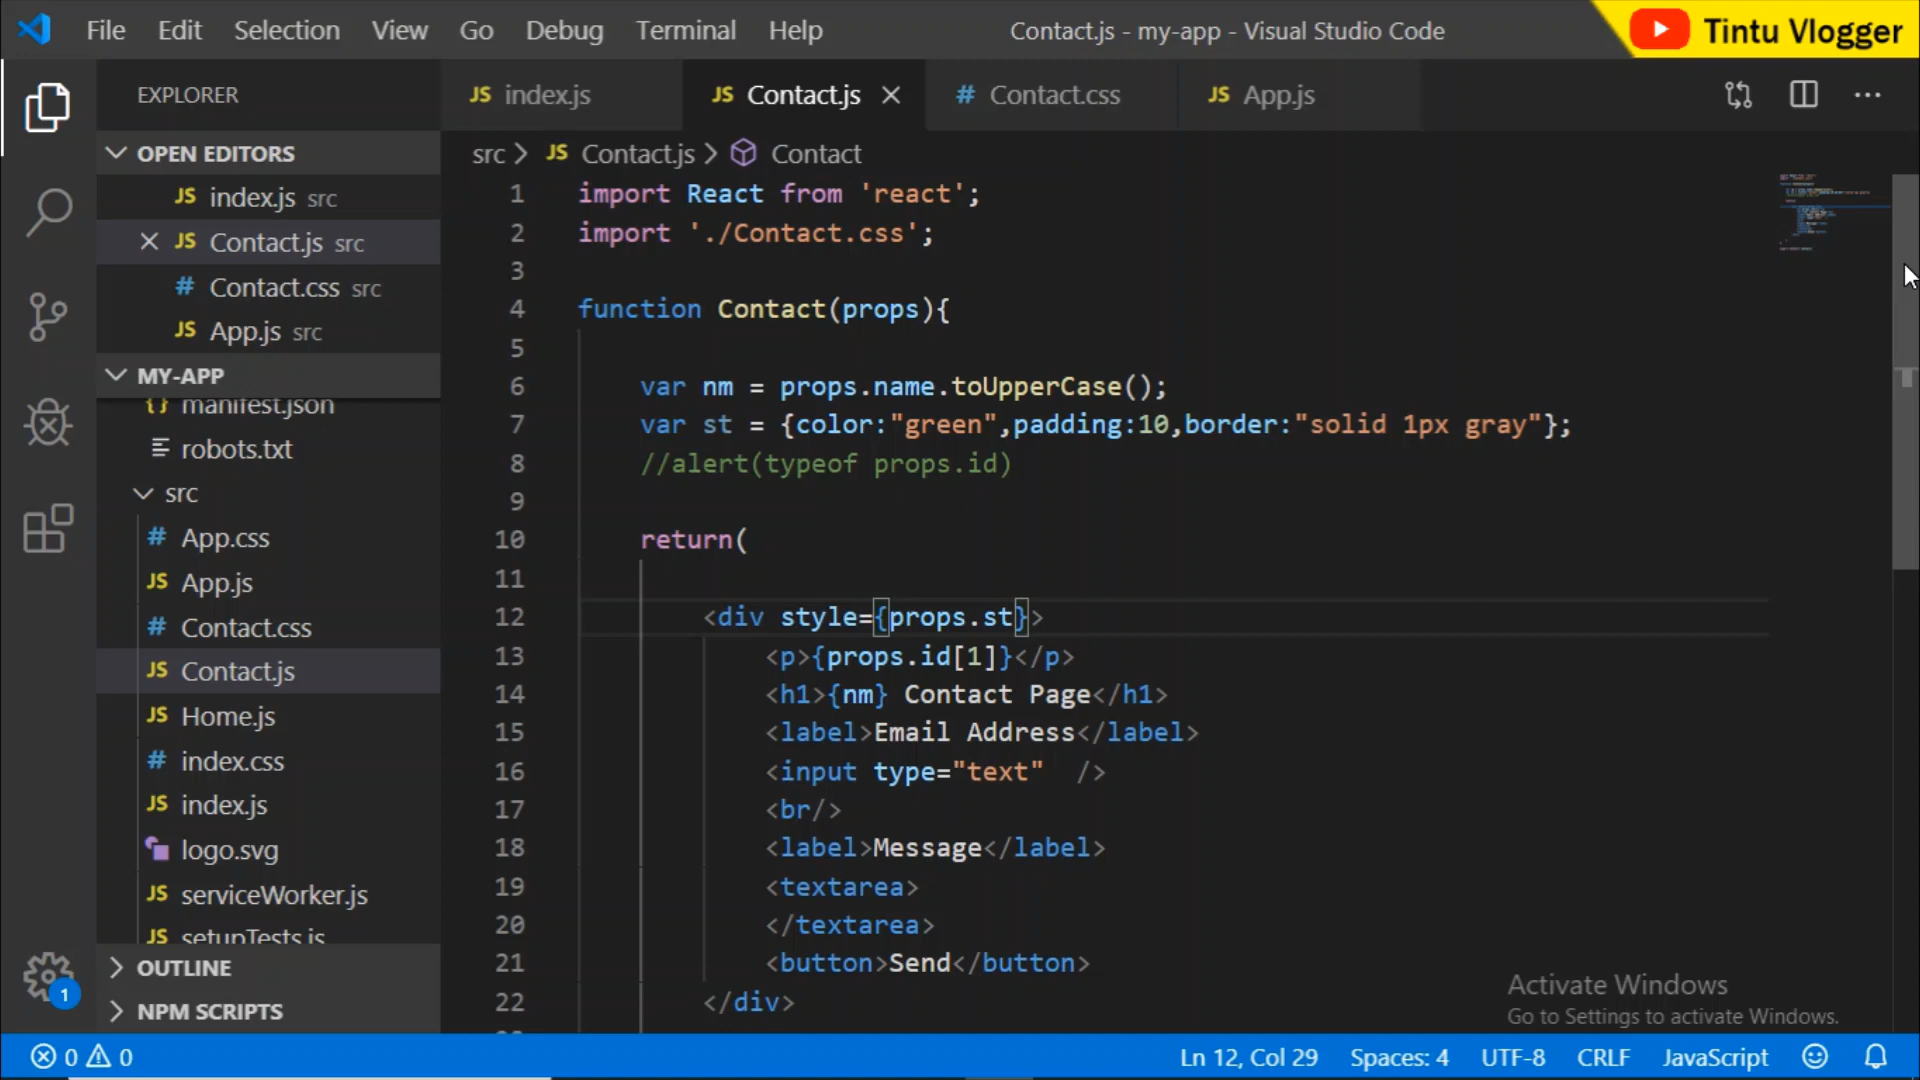 File Edit Selection View Go Debug Terminal Help
Contact.js - my-app - Visual Studio Code
Tintu Vlogger
EXPLORER
JS index.js
JS Contact.js
# Contact.css
JS App.js
OPEN EDITORS
JS index.js src
JS Contact.js src
# Contact.css src
JS App.js src
MY-APP
{} manifest.json
robots.txt
src
# App.css
JS App.js
# Contact.css
JS Contact.js
JS Home.js
# index.css
JS index.js
logo.svg
JS serviceWorker.js
JS setupTests.js
OUTLINE
NPM SCRIPTS
1
src > JS Contact.js > Contact
1 import React from 'react';
2 import './Contact.css';
3
4 function Contact(props){
5
6 var nm = props.name.toUpperCase();
7 var st = {color:"green",padding:10,border:"solid 1px gray"};
8 //alert(typeof props.id)
9
10 return(
11
12 <div style={props.st}>
13 <p>{props.id[1]}</p>
14 <h1>{nm} Contact Page</h1>
15 <label>Email Address</label>
16 <input type="text"  />
17 <br/>
18 <label>Message</label>
19 <textarea>
20 </textarea>
21 <button>Send</button>
22 </div>
Activate Windows
Go to Settings to activate Windows.
0 0
Ln 12, Col 29 Spaces: 4 UTF-8 CRLF JavaScript